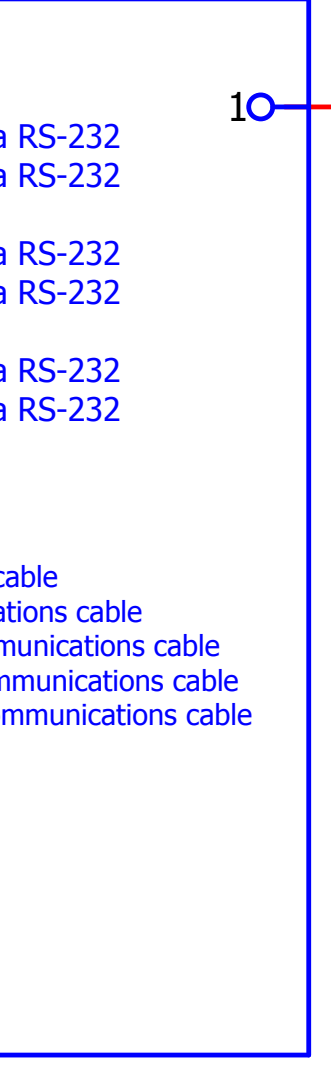 1
a RS-232
a RS-232
a RS-232
a RS-232
a RS-232
a RS-232
cable
ations cable
munications cable
mmunications cable
ommunications cable